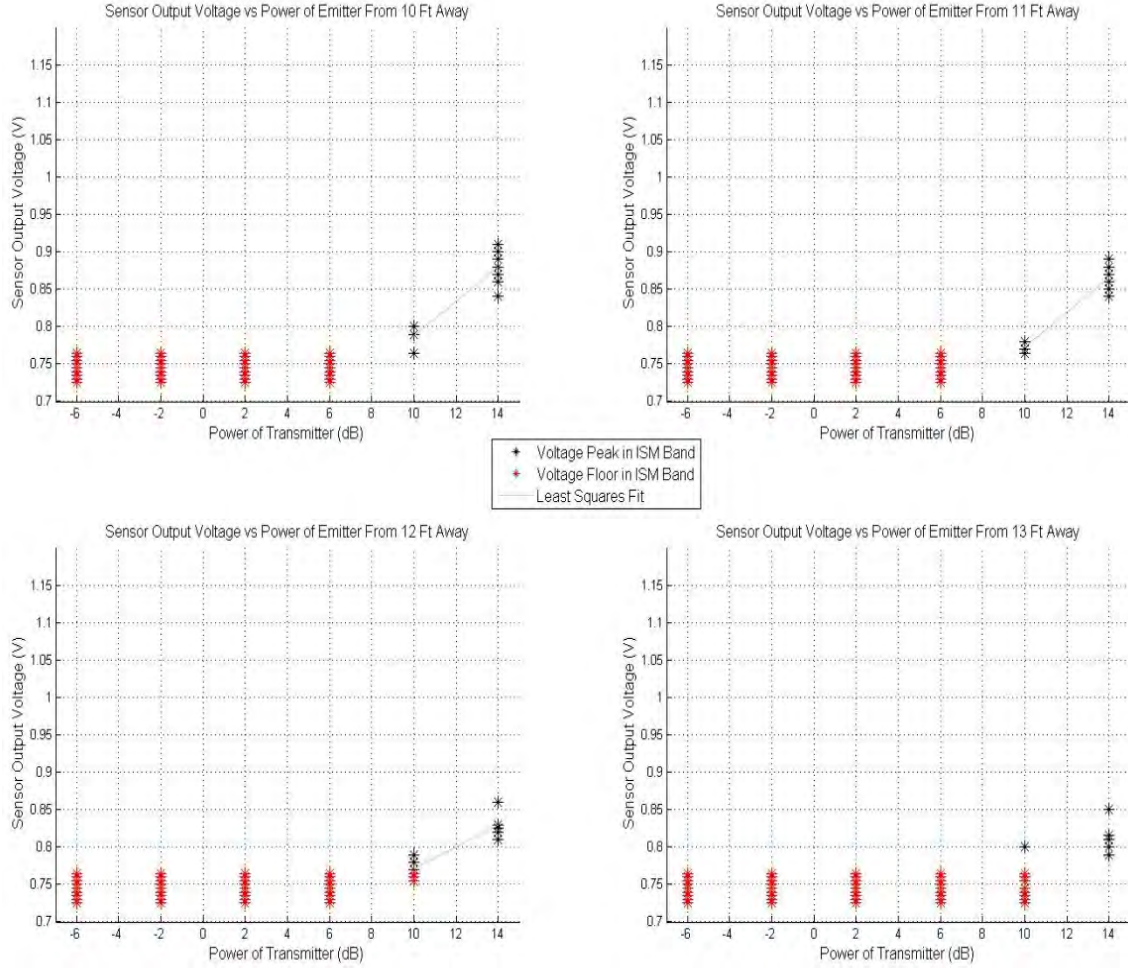 Sensor Output Voltage vs Power of Emitter From 10 Ft Away
Sensor Output Voltage (V)
1.15
1.1
1.05
1
0.95
0.9
0.85
0.8
0.75
0.7
-6 -4 -2 0 2 4 6 8 10 12 14
Power of Transmitter (dB)
Sensor Output Voltage vs Power of Emitter From 11 Ft Away
Sensor Output Voltage (V)
1.15
1.1
1.05
1
0.95
0.9
0.85
0.8
0.75
0.7
-6 -4 -2 0 2 4 6 8 10 12 14
Power of Transmitter (dB)
Voltage Peak in ISM Band
Voltage Floor in ISM Band
Least Squares Fit
Sensor Output Voltage vs Power of Emitter From 12 Ft Away
Sensor Output Voltage (V)
1.15
1.1
1.05
1
0.95
0.9
0.85
0.8
0.75
0.7
-6 -4 -2 0 2 4 6 8 10 12 14
Power of Transmitter (dB)
Sensor Output Voltage vs Power of Emitter From 13 Ft Away
Sensor Output Voltage (V)
1.15
1.1
1.05
1
0.95
0.9
0.85
0.8
0.75
0.7
-6 -4 -2 0 2 4 6 8 10 12 14
Power of Transmitter (dB)